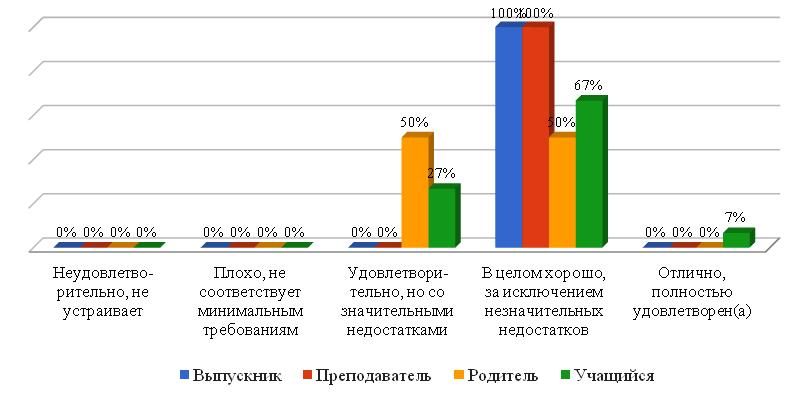 100% 100%
67%
50% 50%
27%
7%
0% 0% 0% 0% 0% 0% 0% 0% 0% 0% 0% 0% 0%
Неудовлетво-
рительно, не
устраивает
Плохо, не
соответствует
минимальным
требованиям
Удовлетвори-
тельно, но со
значительными
недостатками
В целом хорошо,
за исключением
незначительных
недостатков
Отлично,
полностью
удовлетворен(а)
Выпускник Преподаватель Родитель Учащийся